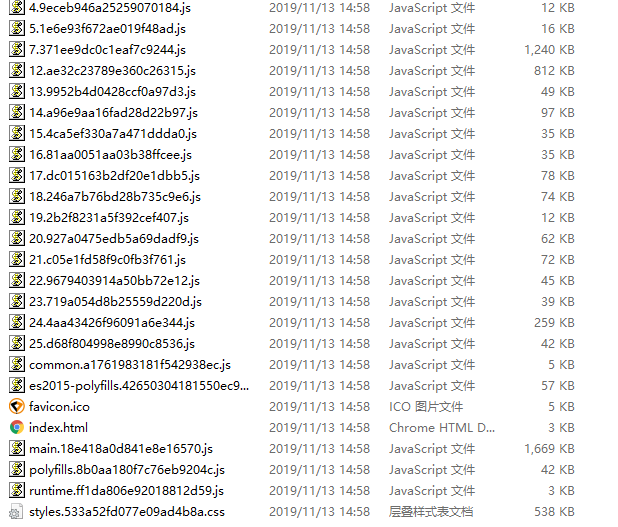 4.9eceb946a25259070184.js 2019/11/13 14:58 JavaScript 文件 12 KB
5.1e6e93f672ae019f48ad.js 2019/11/13 14:58 JavaScript 文件 16 KB
7.371ee9dc0c1eaf7c9244.js 2019/11/13 14:58 JavaScript 文件 1,240 KB
12.ae32c23789e360c26315.js 2019/11/13 14:58 JavaScript 文件 812 KB
13.9952b4d0428ccf0a97d3.js 2019/11/13 14:58 JavaScript 文件 49 KB
14.a96e9aa16fad28d22b97.js 2019/11/13 14:58 JavaScript 文件 97 KB
15.4ca5ef330a7a471ddda0.js 2019/11/13 14:58 JavaScript 文件 35 KB
16.81aa0051aa03b38ffcee.js 2019/11/13 14:58 JavaScript 文件 35 KB
17.dc015163b2df20e1dbb5.js 2019/11/13 14:58 JavaScript 文件 78 KB
18.246a7b76bd28b735c9e6.js 2019/11/13 14:58 JavaScript 文件 74 KB
19.2b2f8231a5f392cef407.js 2019/11/13 14:58 JavaScript 文件 12 KB
20.927a0475edb5a69dadf9.js 2019/11/13 14:58 JavaScript 文件 62 KB
21.c05e1fd58f9c0fb3f761.js 2019/11/13 14:58 JavaScript 文件 72 KB
22.9679403914a50bb72e12.js 2019/11/13 14:58 JavaScript 文件 45 KB
23.719a054d8b25559d220d.js 2019/11/13 14:58 JavaScript 文件 39 KB
24.4aa43426f96091a6e344.js 2019/11/13 14:58 JavaScript 文件 259 KB
25.d68f804998e8990c8536.js 2019/11/13 14:58 JavaScript 文件 42 KB
common.a1761983181f542938ec.js 2019/11/13 14:58 JavaScript 文件 5 KB
es2015-polyfills.42650304181550ec9... 2019/11/13 14:58 JavaScript 文件 57 KB
favicon.ico 2019/11/13 14:58 ICO 图片文件 5 KB
index.html 2019/11/13 14:58 Chrome HTML D... 3 KB
main.18e418a0d841e8e16570.js 2019/11/13 14:58 JavaScript 文件 1,669 KB
polyfills.8b0aa180f7c76eb9204c.js 2019/11/13 14:58 JavaScript 文件 42 KB
runtime.ff1da806e92018812d59.js 2019/11/13 14:58 JavaScript 文件 3 KB
styles.533a52fd077e09ad4b8a.css 2019/11/13 14:58 层叠样式表文档 538 KB